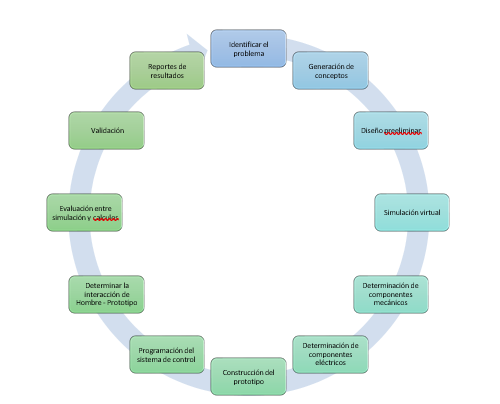 Identificar el
problema
Generación de
conceptos
Diseño preeliminar
Simulación virtual
Determinación de
componentes
mecánicos
Determinación de
componentes
eléctricos
Construcción del
prototipo
Programación del
sistema de control
Determinar la
interacción de
Hombre - Prototipo
Evaluación entre
simulación y calculos
Validación
Reportes de
resultados